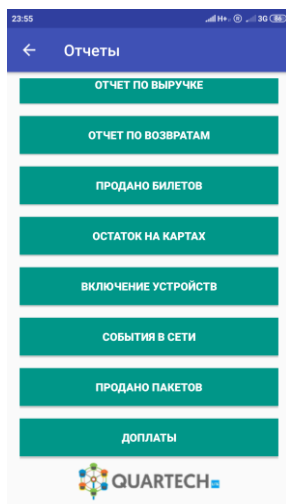 23:55
H+ 3G
Отчеты
ОТЧЕТ ПО ВЫРУЧКЕ
ОТЧЕТ ПО ВОЗВРАТАМ
ПРОДАНО БИЛЕТОВ
ОСТАТОК НА КАРТАХ
ВКЛЮЧЕНИЕ УСТРОЙСТВ
СОБЫТИЯ В СЕТИ
ПРОДАНО ПАКЕТОВ
ДОПЛАТЫ
QUARTECH